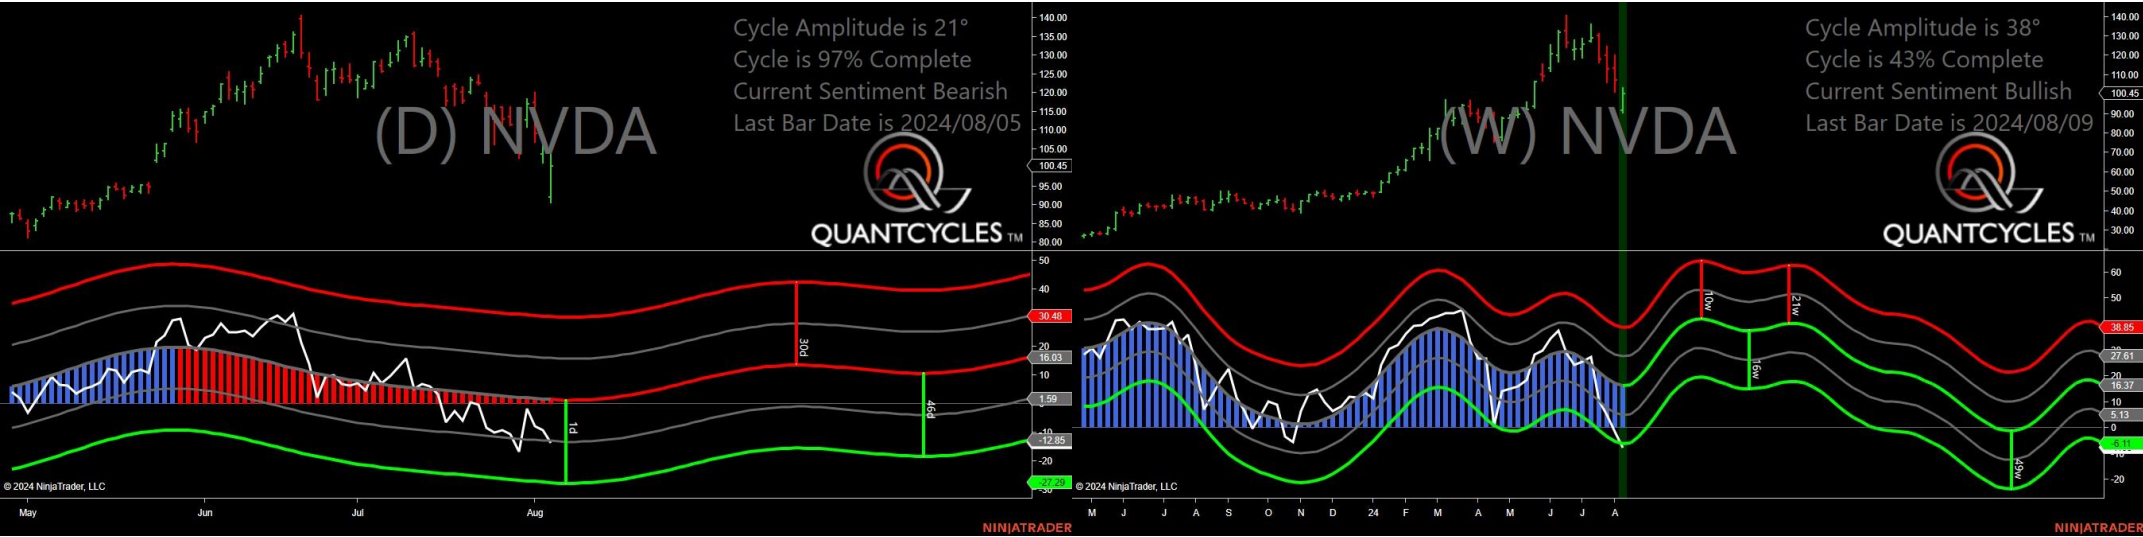 Cycle Amplitude is 21°
Cycle is 97% Complete
Current Sentiment Bearish
Last Bar Date is 2024/08/05
(D) NVDA
QUANTCYCLES TM
140.00
135.00
130.00
125.00
120.00
115.00
110.00
105.00
100.45
95.00
90.00
85.00
80.00
50
40
30.48
20
16.03
10
1.59
-10
-12.85
-20
-27.29
-30
30d
46d
1d
© 2024 NinjaTrader, LLC
May Jun Jul Aug
NINJATRADER
Cycle Amplitude is 38°
Cycle is 43% Complete
Current Sentiment Bullish
Last Bar Date is 2024/08/09
(W) NVDA
QUANTCYCLES TM
140.00
130.00
120.00
110.00
100.45
90.00
80.00
70.00
60.00
50.00
40.00
30.00
60
50
38.85
30
27.61
20
16.37
10
5.13
0
-6.11
-10
-20
10w
21w
16w
49w
© 2024 NinjaTrader, LLC
M J J A S O N D 24 F M M J J A
NINJATRADER